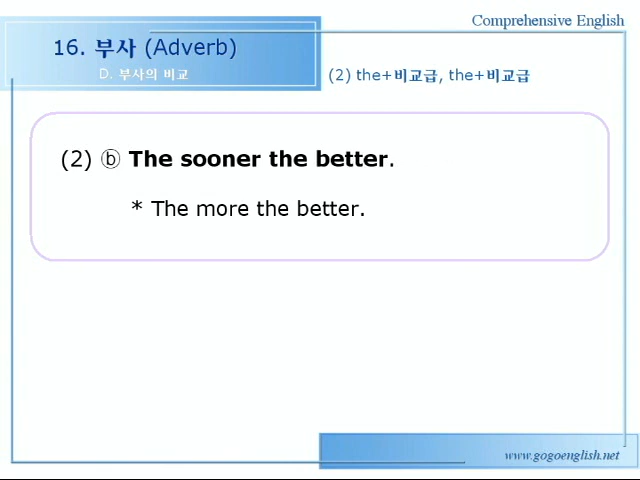 Comprehensive English
16. 부사 (Adverb)
D. 부사의 비교
(2) the+비교급, the+비교급
(2) ⓑ The sooner the better.
* The more the better.
www.gogoenglish.net